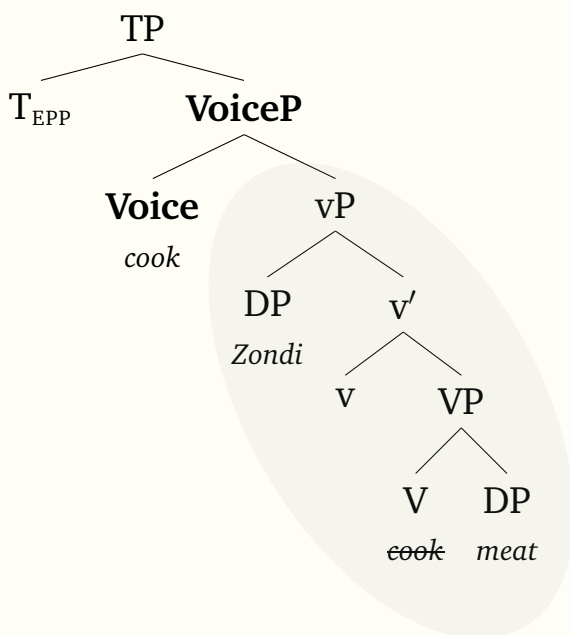 TP
T_EPP VoiceP
Voice vP
cook
DP v′
Zondi
v VP
V DP
cook meat